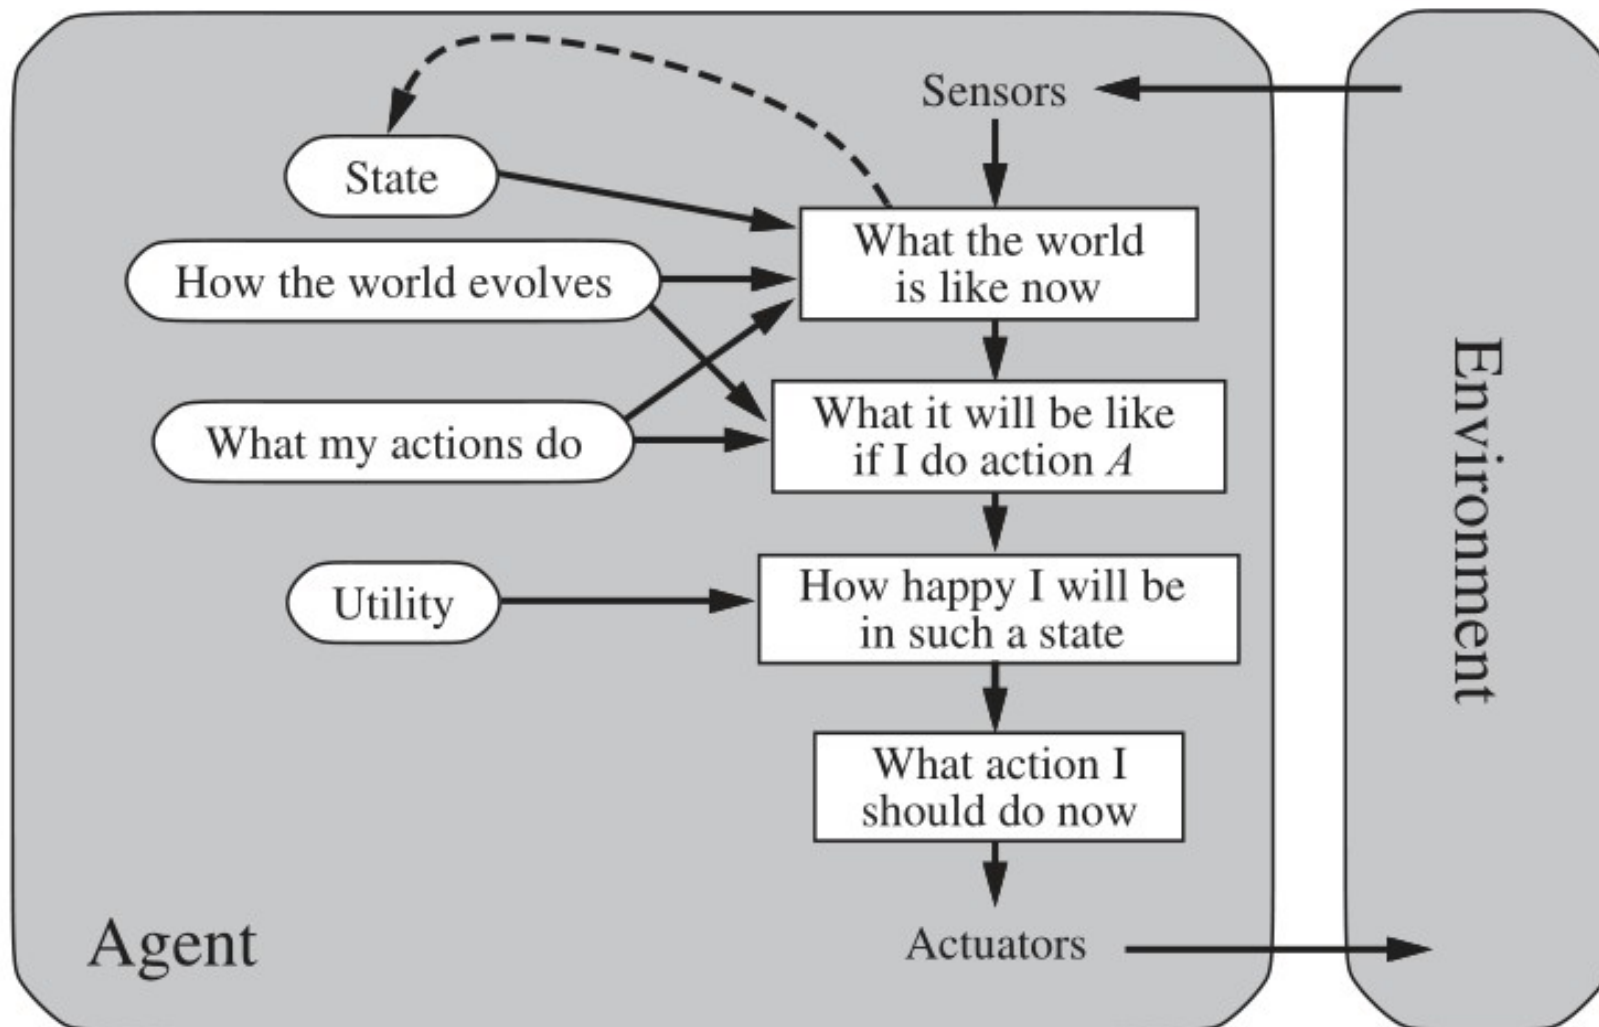 Sensors
State
What the world
is like now
How the world evolves
What my actions do
What it will be like
if I do action A
Utility
How happy I will be
in such a state
What action I
should do now
Agent
Actuators
Environment